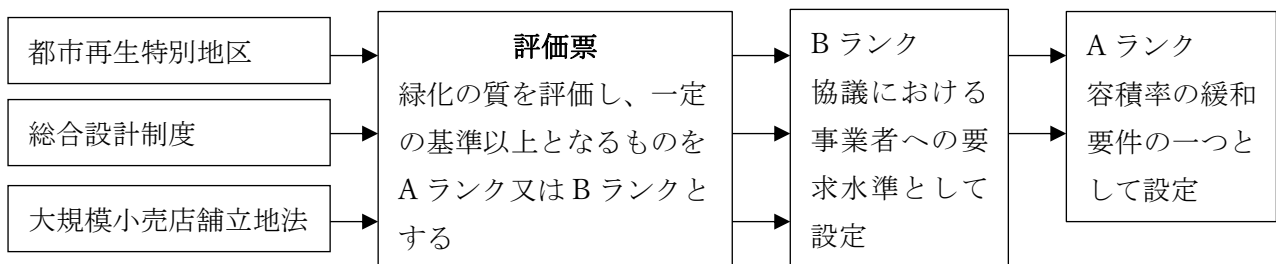 都市再生特別地区
総合設計制度
大規模小売店舗立地法
評価票
緑化の質を評価し、一定
の基準以上となるものを
A ランク又は B ランクと
する
B ランク
協議における
事業者への要
求水準として
設定
A ランク
容積率の緩和
要件の一つと
して設定